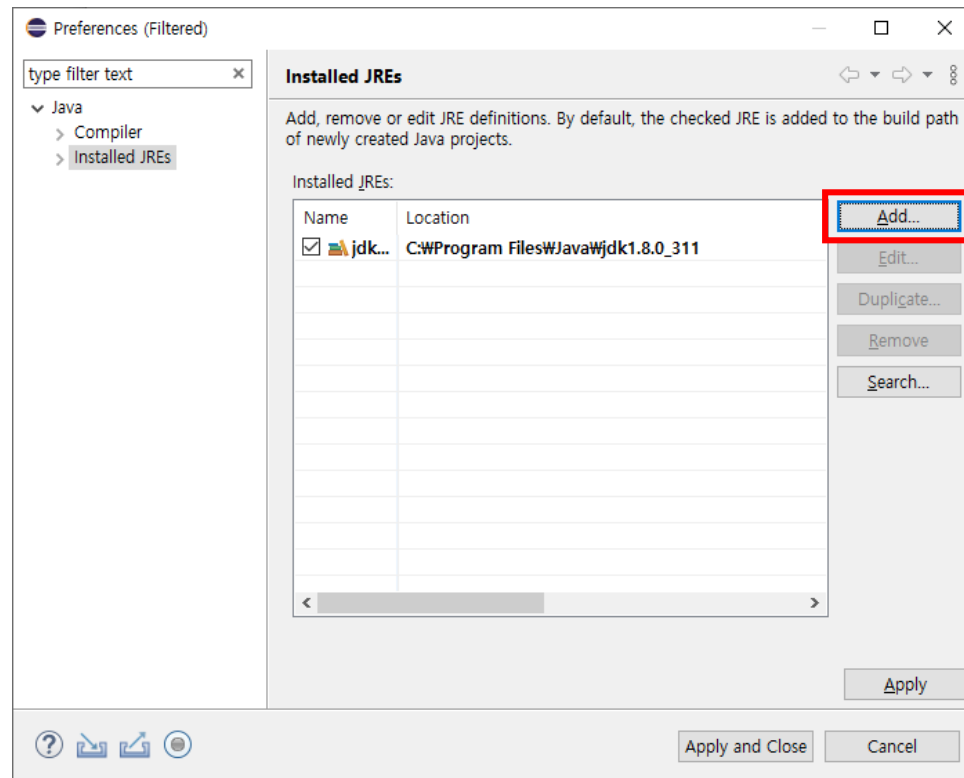 Preferences (Filtered)
type filter text
Java
Compiler
Installed JREs
Installed JREs
Add, remove or edit JRE definitions. By default, the checked JRE is added to the build path
of newly created Java projects.
Installed JREs:
Name Location
jdk... C:₩Program Files₩Java₩jdk1.8.0_311
Add...
Edit...
Duplicate...
Remove
Search...
Apply
Apply and Close Cancel